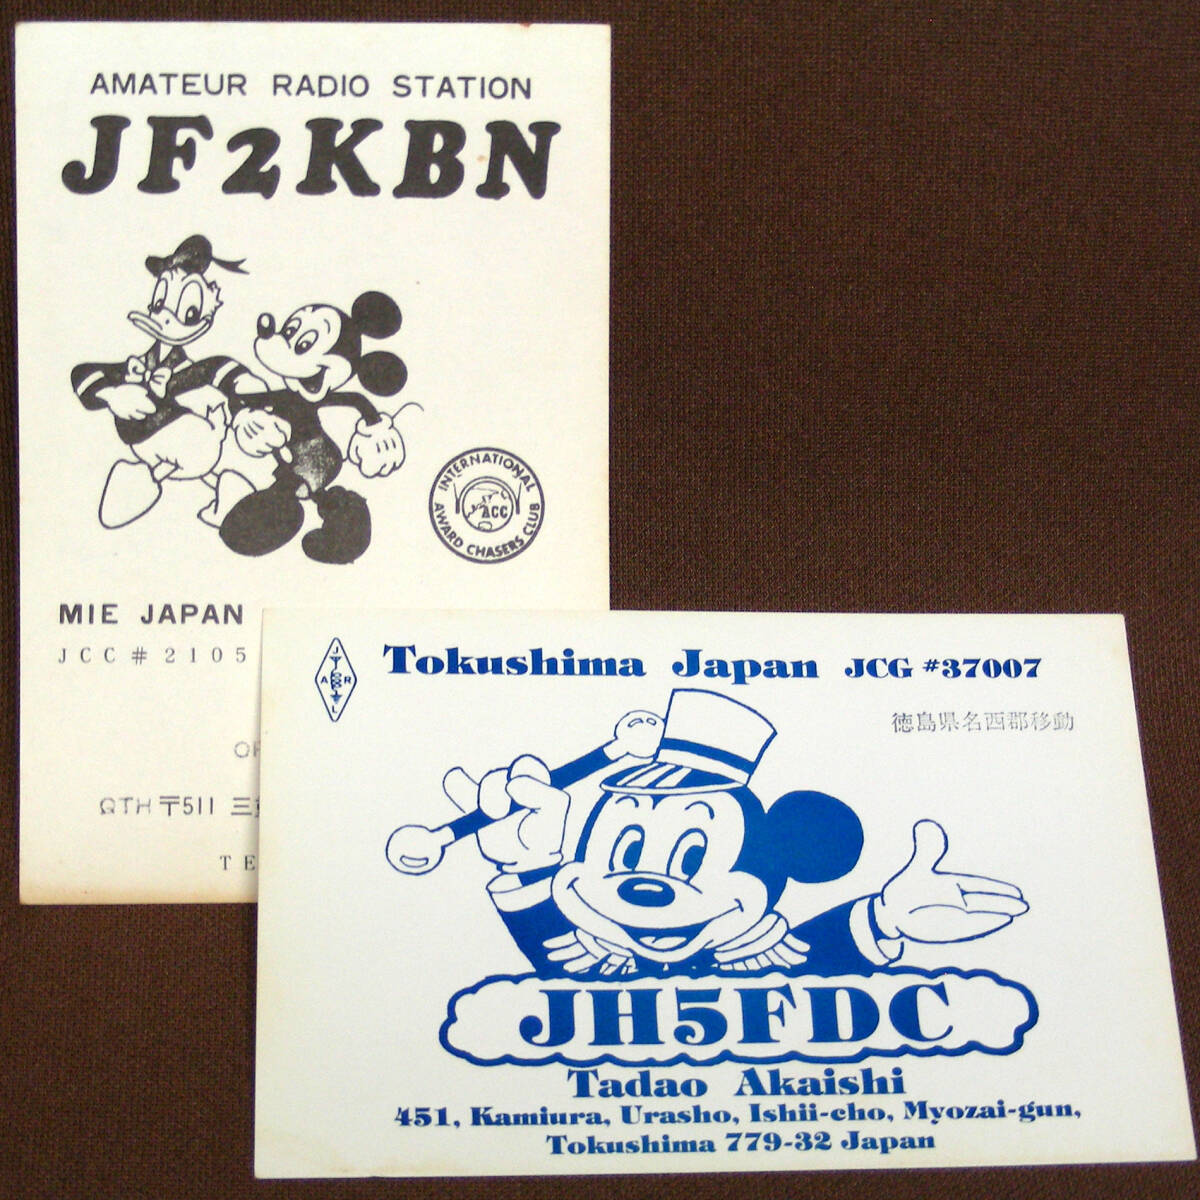 AMATEUR RADIO STATION
JF2KBN
INTERNATIONAL
ACC
AWARD CHASERS CLUB
MIE JAPAN
JCC#2105
QTH〒511
JARL
Tokushima Japan JCG #37007
徳島県名西郡移動
JH5FDC
Tadao Akaishi
451, Kamiura, Urasho, Ishii-cho, Myozai-gun,
Tokushima 779-32 Japan